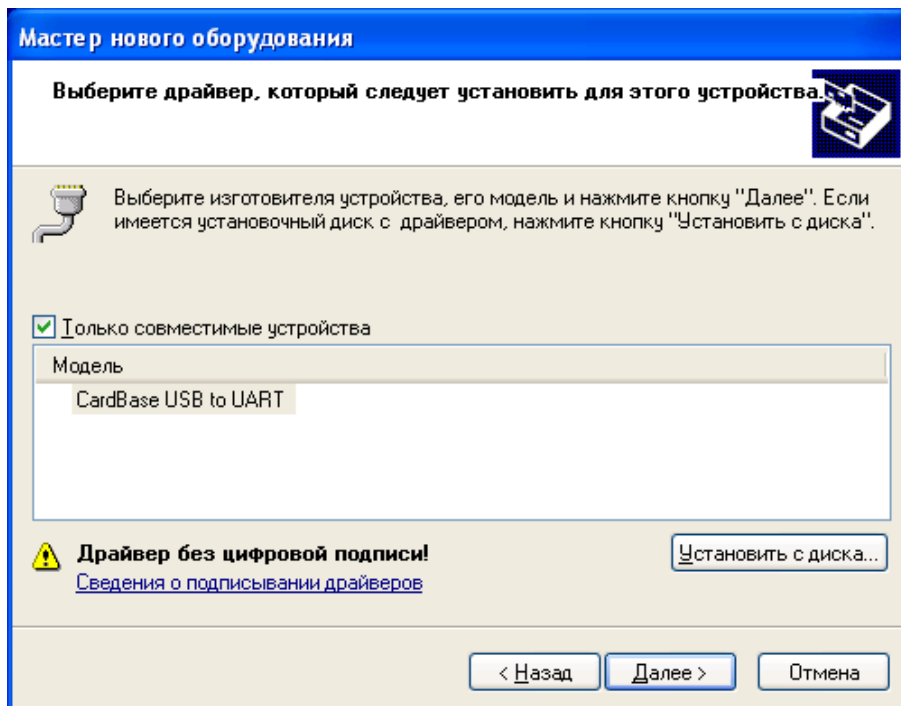 Мастер нового оборудования
Выберите драйвер, который следует установить для этого устройства.
Выберите изготовителя устройства, его модель и нажмите кнопку "Далее". Если
имеется установочный диск с драйвером, нажмите кнопку "Установить с диска".
Только совместимые устройства
Модель
CardBase USB to UART
Драйвер без цифровой подписи!
Установить с диска...
Сведения о подписывании драйверов
< Назад
Далее >
Отмена